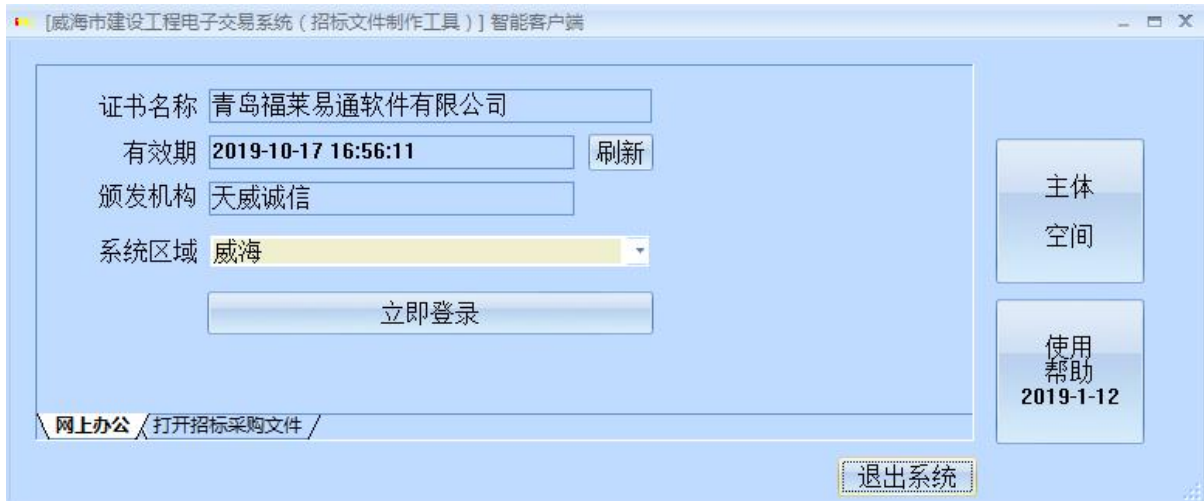 [威海市建设工程电子交易系统（招标文件制作工具）] 智能客户端
证书名称 青岛福莱易通软件有限公司
有效期 2019-10-17 16:56:11 刷新
颁发机构 天威诚信
系统区域 威海
立即登录
网上办公 打开招标采购文件
主体
空间
使用
帮助
2019-1-12
退出系统